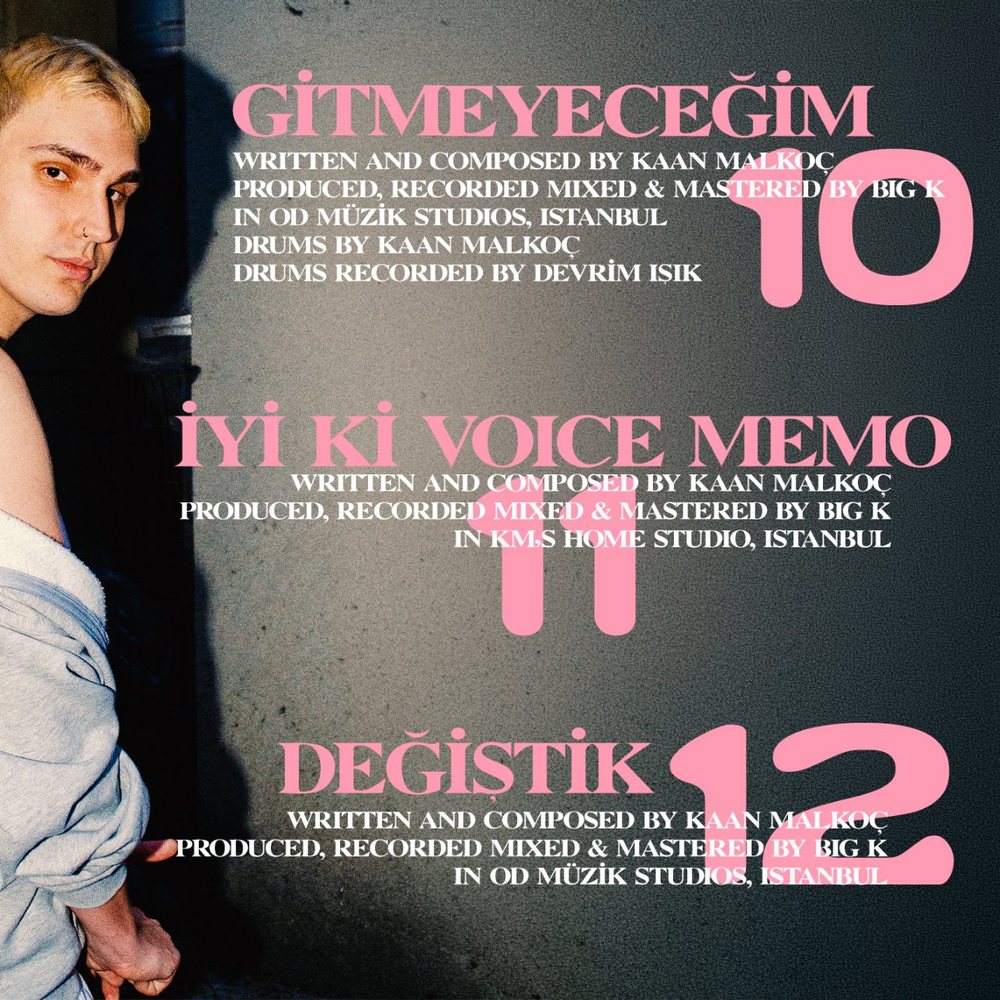 GİTMEYECEĞİM
WRITTEN AND COMPOSED BY KAAN MALKOÇ
PRODUCED, RECORDED MIXED & MASTERED BY BIG K
IN OD MÜZİK STUDIOS, ISTANBUL
DRUMS BY KAAN MALKOÇ
DRUMS RECORDED BY DEVRİM IŞIK
10
İYİ Kİ VOICE MEMO
WRITTEN AND COMPOSED BY KAAN MALKOÇ
PRODUCED, RECORDED MIXED & MASTERED BY BIG K
IN KM,S HOME STUDIO, ISTANBUL
11
DEĞİŞTİK
12
WRITTEN AND COMPOSED BY KAAN MALKOÇ
PRODUCED, RECORDED MIXED & MASTERED BY BIG K
IN OD MÜZİK STUDIOS, ISTANBUL